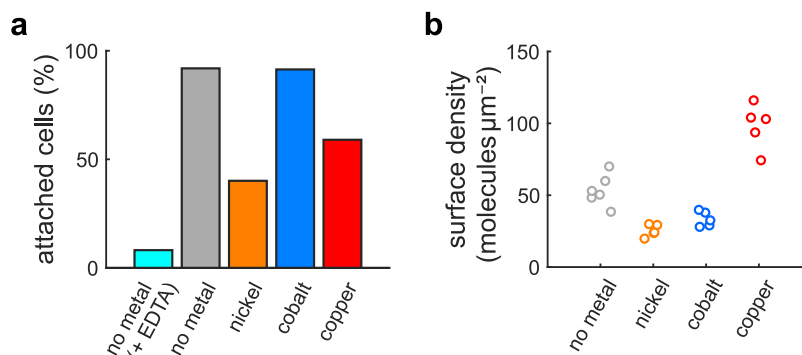 a
attached cells (%)
100
50
0
no metal
(+ EDTA)
no metal
nickel
cobalt
copper
b
surface density
(molecules µm⁻²)
150
100
50
0
no metal
nickel
cobalt
copper